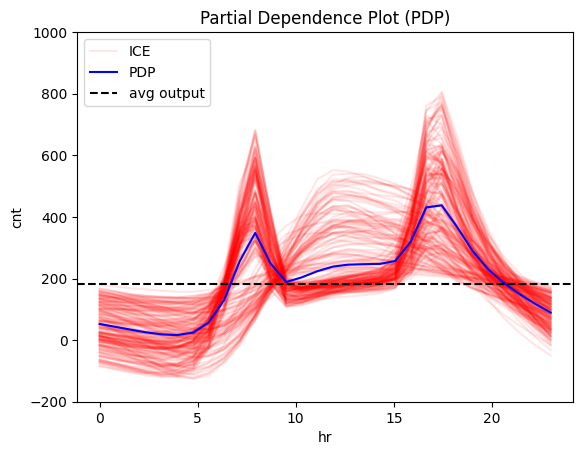 Partial Dependence Plot (PDP)
1000
800
600
400
200
0
-200
cnt
ICE
PDP
avg output
0 5 10 15 20
hr